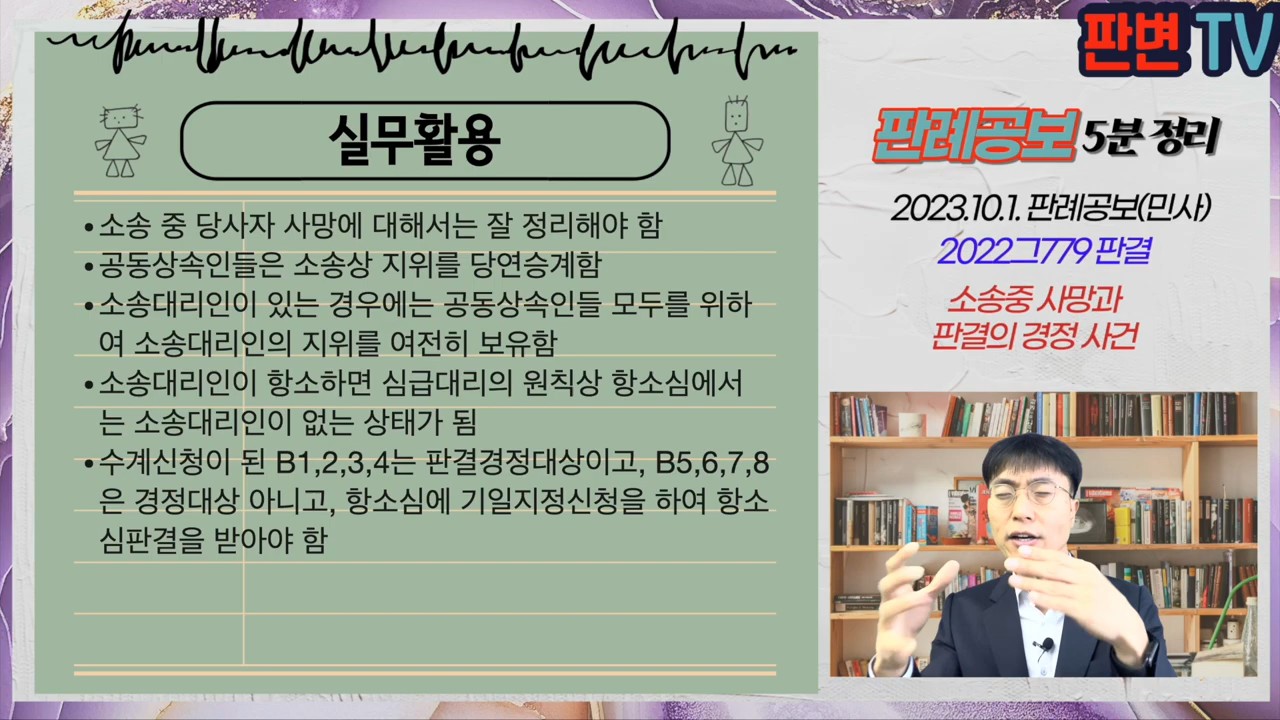 판변 TV
실무활용
• 소송 중 당사자 사망에 대해서는 잘 정리해야 함
• 공동상속인들은 소송상 지위를 당연승계함
• 소송대리인이 있는 경우에는 공동상속인들 모두를 위하
여 소송대리인의 지위를 여전히 보유함
• 소송대리인이 항소하면 심급대리의 원칙상 항소심에서
는 소송대리인이 없는 상태가 됨
• 수계신청이 된 B1,2,3,4는 판결경정대상이고, B5,6,7,8
은 경정대상 아니고, 항소심에 기일지정신청을 하여 항소
심판결을 받아야 함
판례공보 5분 정리
2023.10.1. 판례공보(민사)
2022그779 판결
소송중 사망과
판결의 경정 사건